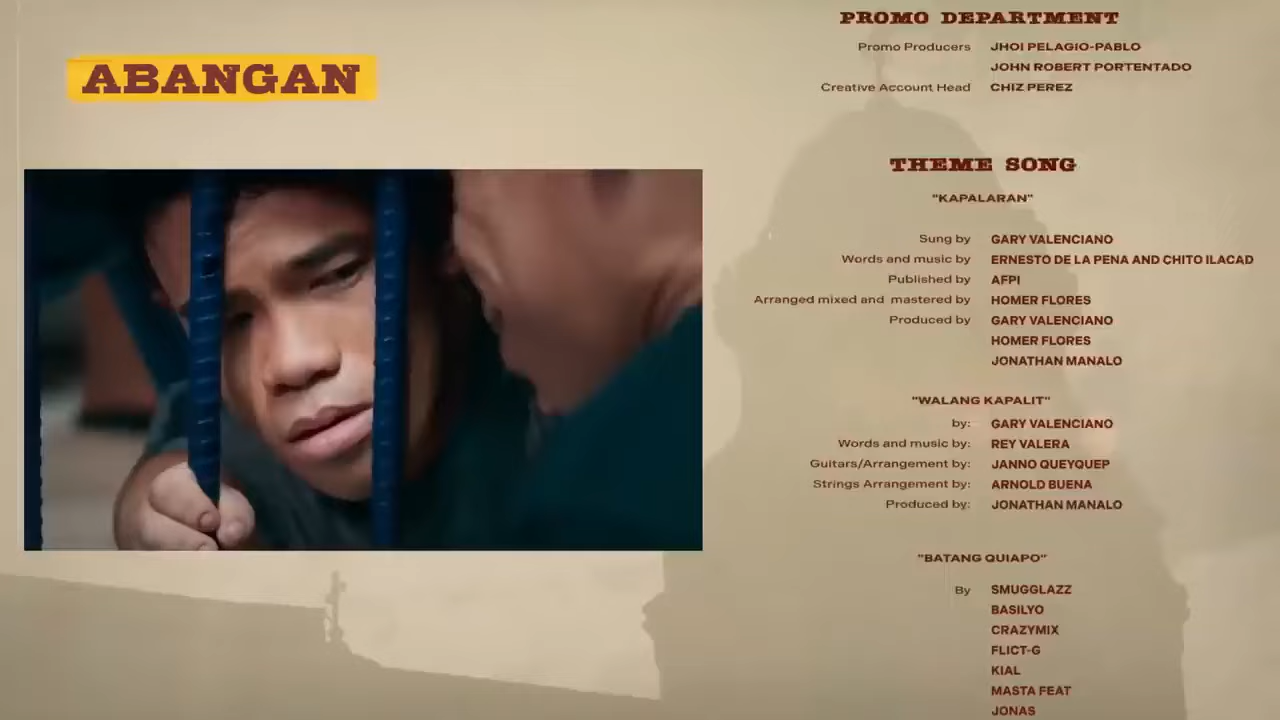 ABANGAN
PROMO DEPARTMENT
Promo Producers JHOI PELAGIO-PABLO
JOHN ROBERT PORTENTADO
Creative Account Head CHIZ PEREZ
THEME SONG
"KAPALARAN"
Sung by GARY VALENCIANO
Words and music by ERNESTO DE LA PENA AND CHITO ILACAD
Published by AFPI
Arranged mixed and mastered by HOMER FLORES
Produced by GARY VALENCIANO
HOMER FLORES
JONATHAN MANALO
"WALANG KAPALIT"
by: GARY VALENCIANO
Words and music by: REY VALERA
Guitars/Arrangement by: JANNO QUEYQUEP
Strings Arrangement by: ARNOLD BUENA
Produced by: JONATHAN MANALO
"BATANG QUIAPO"
By SMUGGLAZZ
BASILYO
CRAZYMIX
FLICT-G
KIAL
MASTA FEAT
JONAS